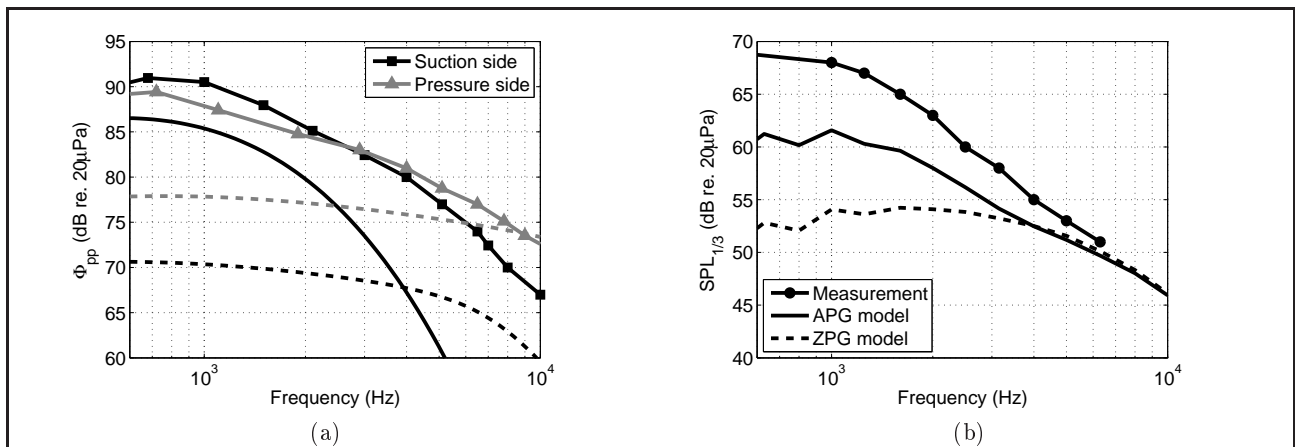 95
90
85
80
75
70
65
60
Φpp (dB re. 20μPa)
Suction side
Pressure side
10³
10⁴
Frequency (Hz)
(a)
70
65
60
55
50
45
40
SPL1/3 (dB re. 20μPa)
Measurement
APG model
ZPG model
10³
10⁴
Frequency (Hz)
(b)